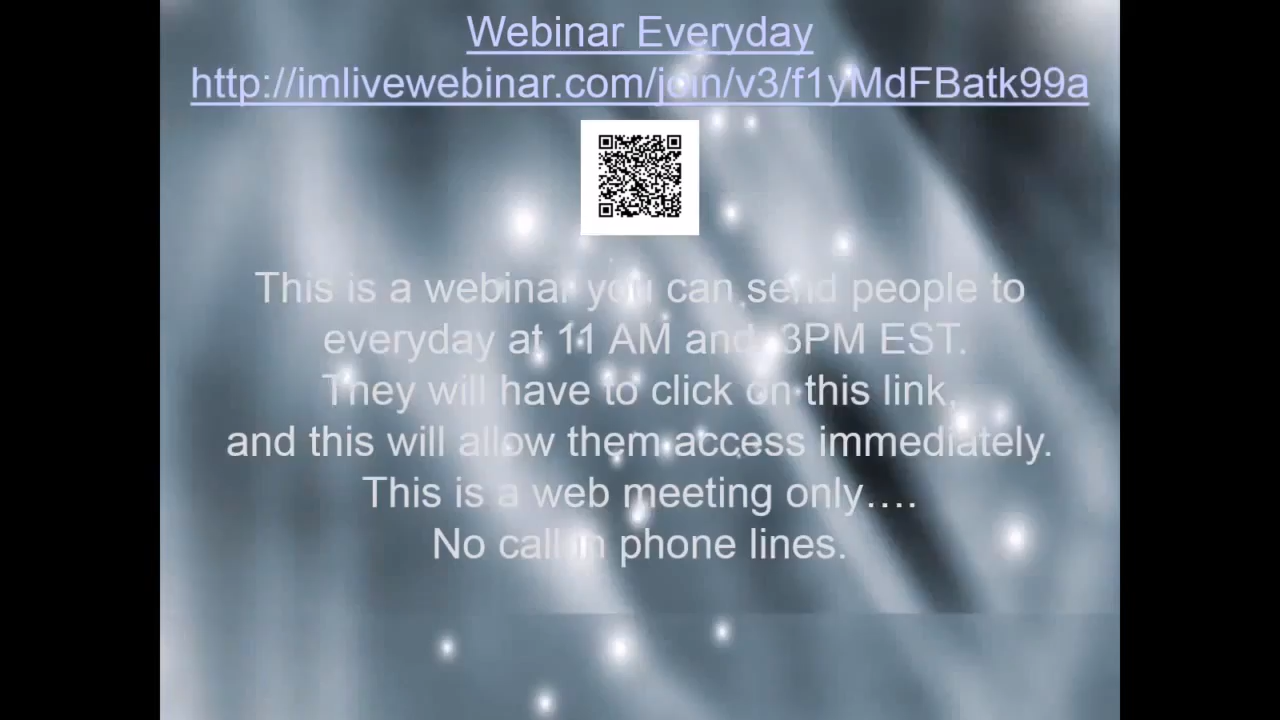 Webinar Everyday
http://imlivewebinar.com/join/v3/f1yMdFBatk99a
This is a webinar you can send people to
everyday at 11 AM and 3PM EST.
They will have to click on this link,
and this will allow them access immediately.
This is a web meeting only….
No call in phone lines.